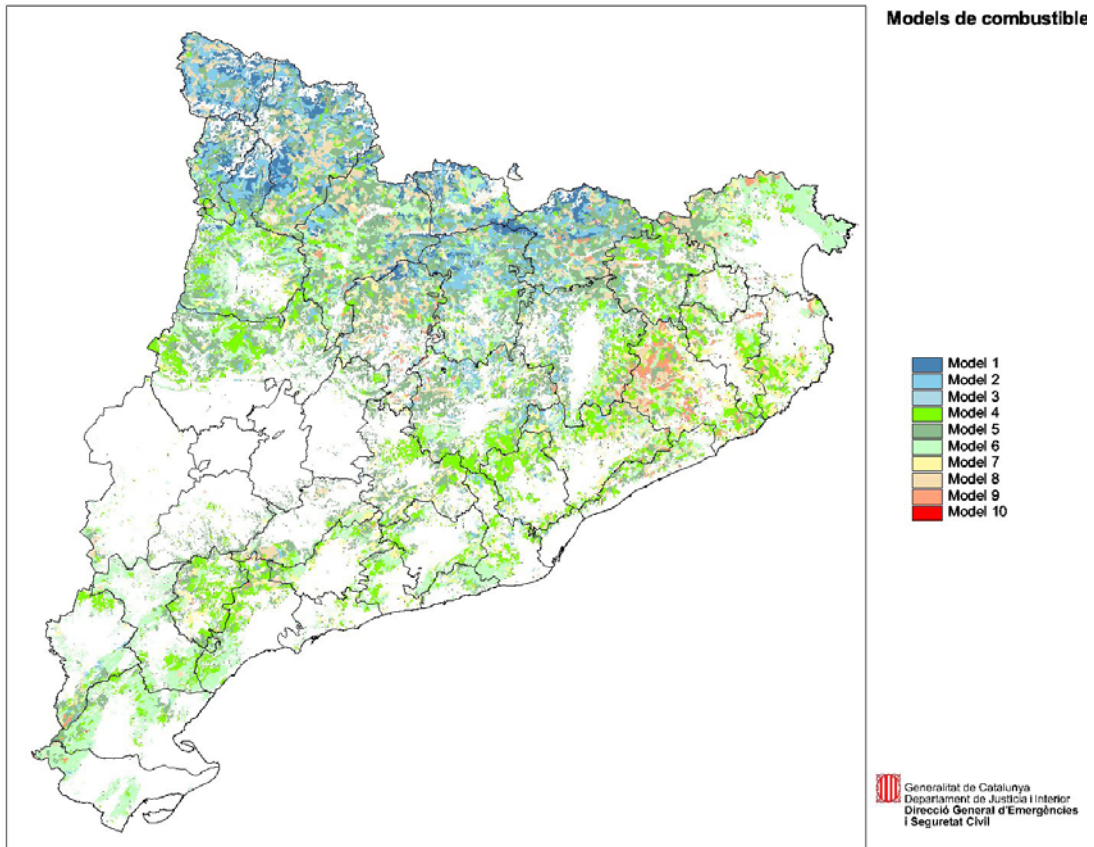 Models de combustible
Model 1
Model 2
Model 3
Model 4
Model 5
Model 6
Model 7
Model 8
Model 9
Model 10
Generalitat de Catalunya
Departament de Justícia i Interior
Direcció General d'Emergències
i Seguretat Civil